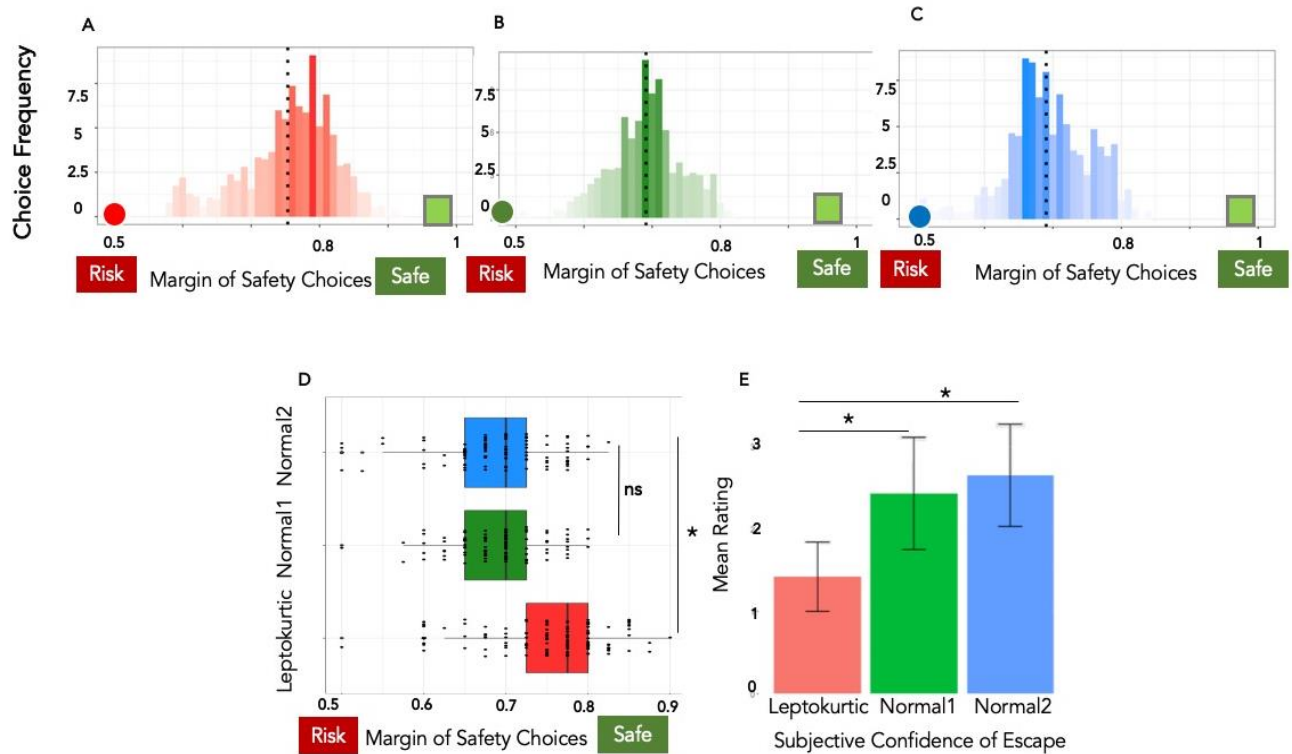 A
B
C
Choice Frequency
7.5
5
2.5
0
0.5
0.8
1
Risk
Margin of Safety Choices
Safe
7.5
5
2.5
0
0.5
0.8
1
Risk
Margin of Safety Choices
Safe
7.5
5
2.5
0
0.5
0.8
1
Risk
Margin of Safety Choices
Safe
D
Leptokurtic Normal1 Normal2
ns
*
0.5
0.6
0.7
0.8
0.9
Risk
Margin of Safety Choices
Safe
E
*
*
Mean Rating
3
2
1
0
Leptokurtic Normal1 Normal2
Subjective Confidence of Escape